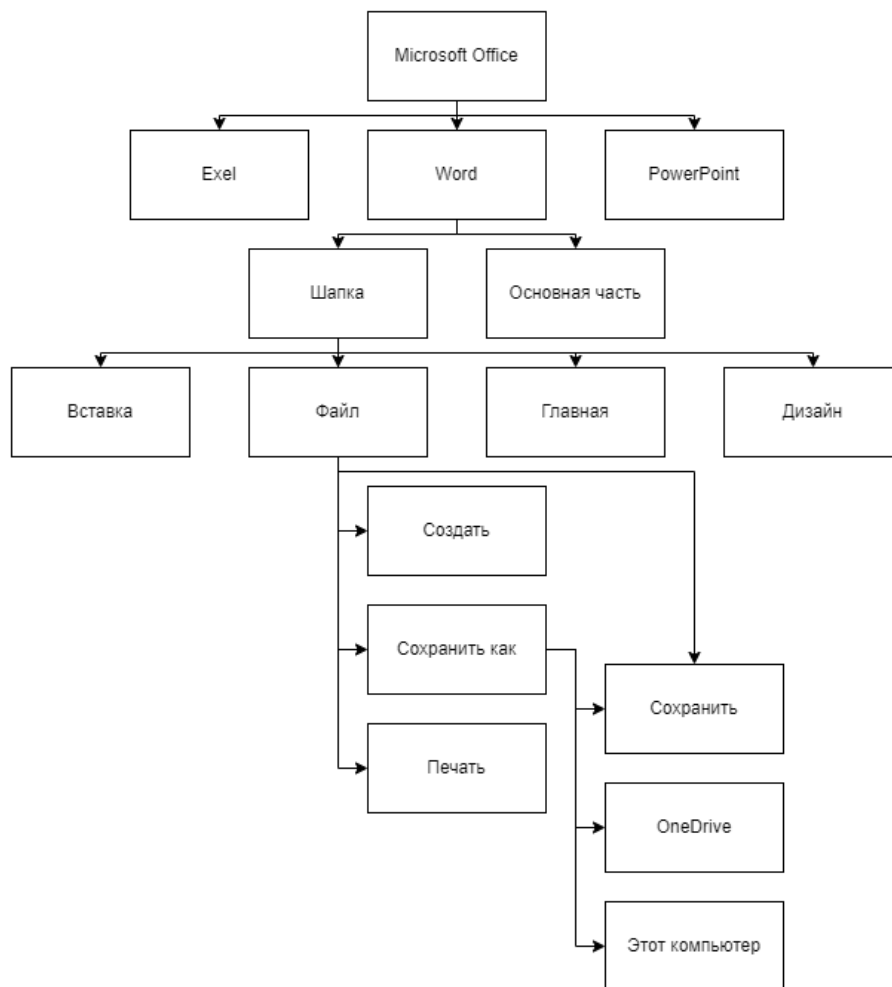 Microsoft Office
Exel
Word
PowerPoint
Шапка
Основная часть
Вставка
Файл
Главная
Дизайн
Создать
Сохранить как
Сохранить
Печать
OneDrive
Этот компьютер